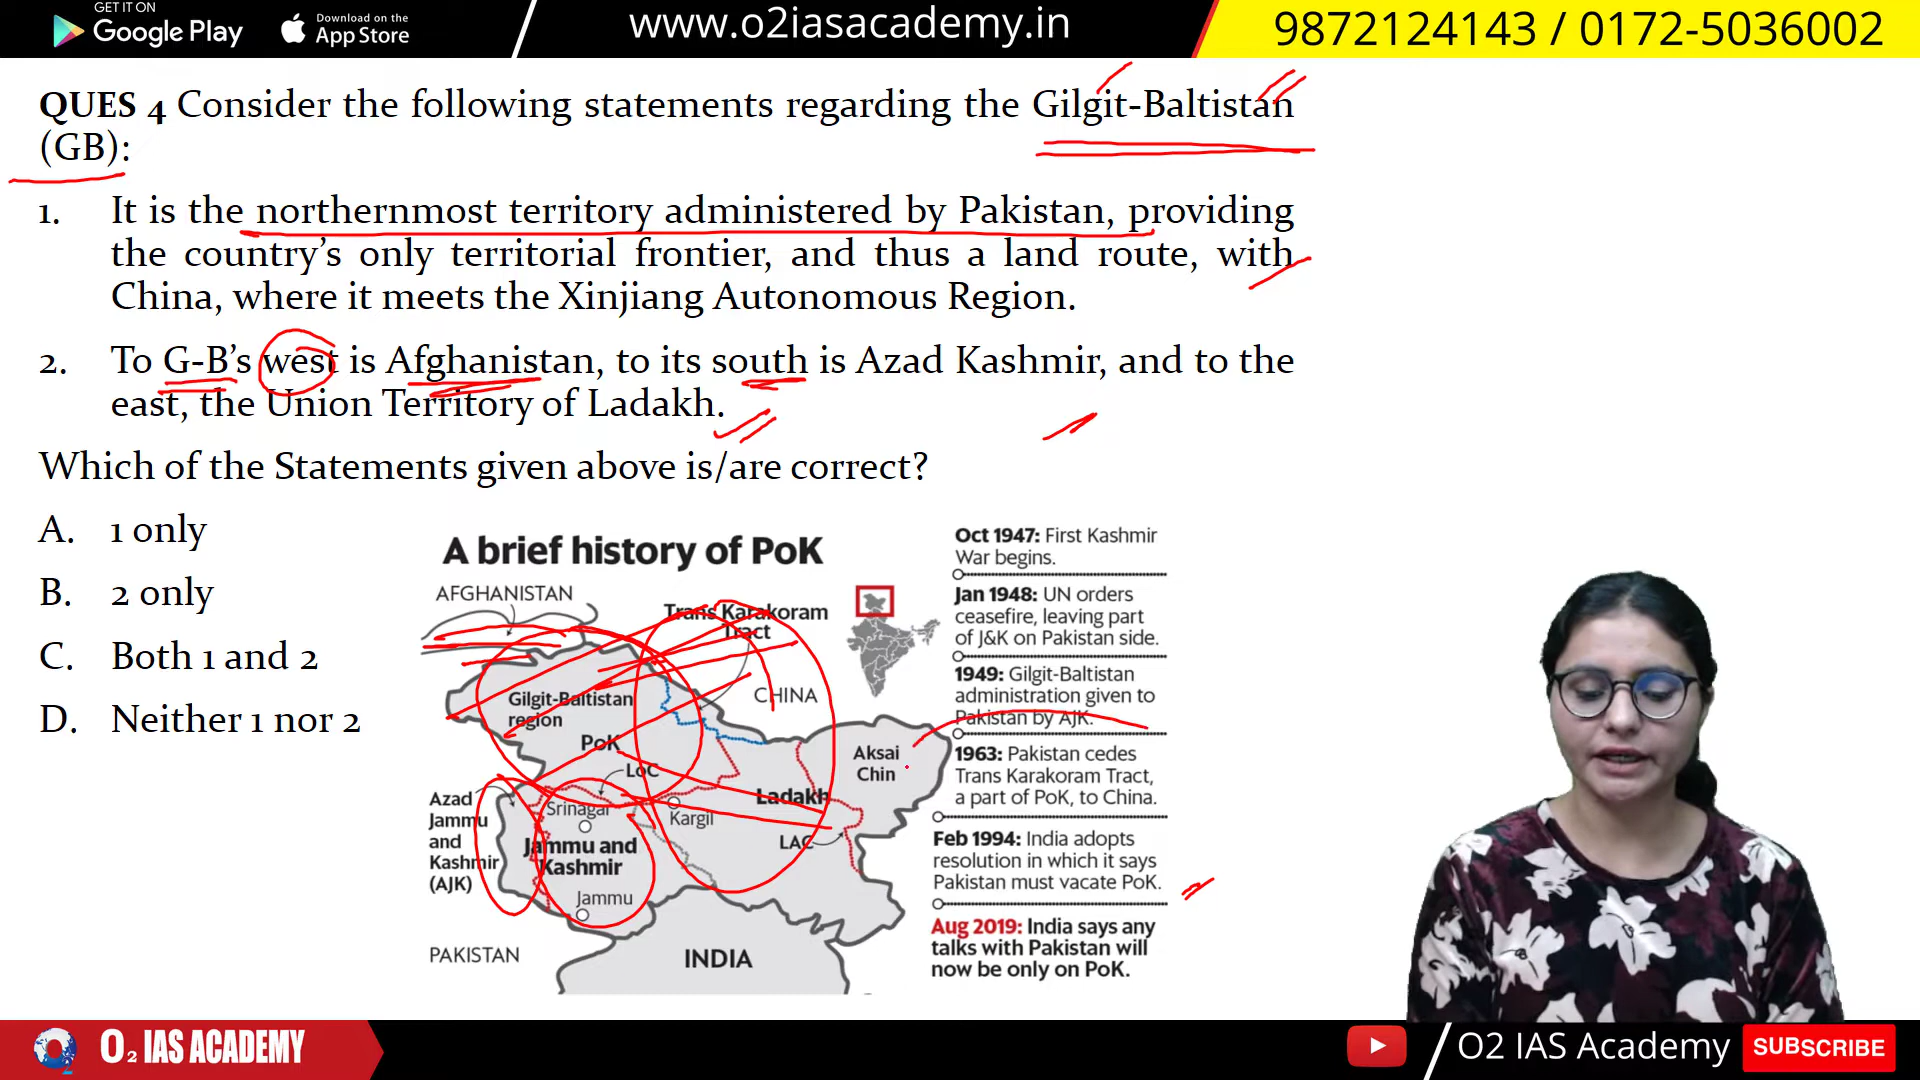 GET IT ON
Google Play
Download on the
App Store
www.o2iasacademy.in
9872124143 / 0172-5036002
QUES 4 Consider the following statements regarding the Gilgit-Baltistan
(GB):
1. It is the northernmost territory administered by Pakistan, providing
the country's only territorial frontier, and thus a land route, with
China, where it meets the Xinjiang Autonomous Region.
2. To G-B's west is Afghanistan, to its south is Azad Kashmir, and to the
east, the Union Territory of Ladakh.
Which of the Statements given above is/are correct?
A. 1 only
B. 2 only
C. Both 1 and 2
D. Neither 1 nor 2
A brief history of PoK
AFGHANISTAN
Trans Karakoram
Tract
CHINA
Gilgit-Baltistan
region
PoK
LoC
Aksai
Chin
Azad
Jammu
and
Kashmir
(AJK)
Srinagar
Kargil
Ladakh
LAC
Jammu and
Kashmir
Jammu
PAKISTAN
INDIA
Oct 1947: First Kashmir
War begins.
Jan 1948: UN orders
ceasefire, leaving part
of J&K on Pakistan side.
1949: Gilgit-Baltistan
administration given to
Pakistan by AJK.
1963: Pakistan cedes
Trans Karakoram Tract,
a part of PoK, to China.
Feb 1994: India adopts
resolution in which it says
Pakistan must vacate PoK.
Aug 2019: India says any
talks with Pakistan will
now be only on PoK.
O2 IAS ACADEMY
O2 IAS Academy
SUBSCRIBE